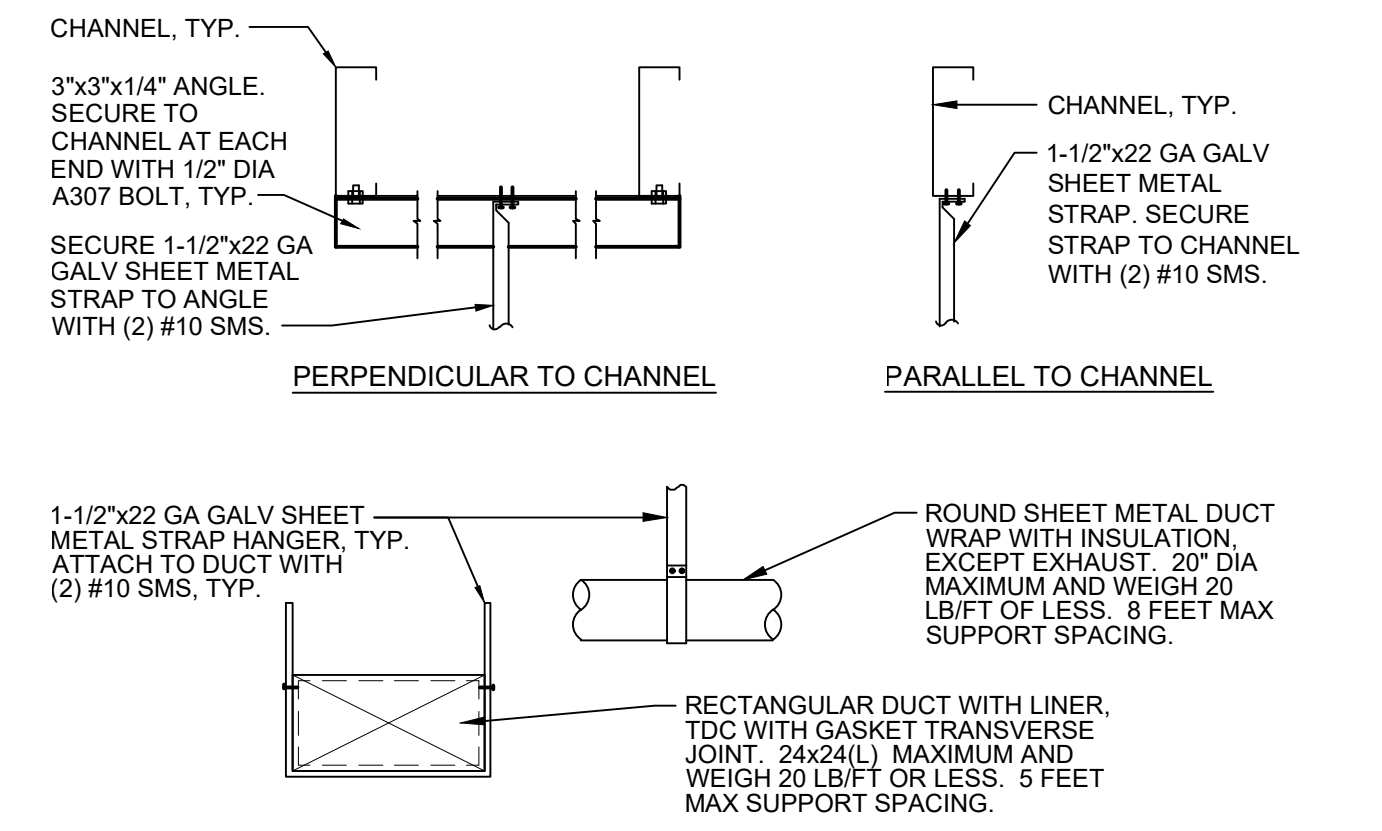 CHANNEL, TYP.
3"x3"x1/4" ANGLE.
SECURE TO
CHANNEL AT EACH
END WITH 1/2" DIA
A307 BOLT, TYP.
SECURE 1-1/2"x22 GA
GALV SHEET METAL
STRAP TO ANGLE
WITH (2) #10 SMS.
PERPENDICULAR TO CHANNEL
CHANNEL, TYP.
1-1/2"x22 GA GALV
SHEET METAL
STRAP. SECURE
STRAP TO CHANNEL
WITH (2) #10 SMS.
PARALLEL TO CHANNEL
1-1/2"x22 GA GALV SHEET
METAL STRAP HANGER, TYP.
ATTACH TO DUCT WITH
(2) #10 SMS, TYP.
ROUND SHEET METAL DUCT
WRAP WITH INSULATION,
EXCEPT EXHAUST. 20" DIA
MAXIMUM AND WEIGH 20
LB/FT OF LESS. 8 FEET MAX
SUPPORT SPACING.
RECTANGULAR DUCT WITH LINER,
TDC WITH GASKET TRANSVERSE
JOINT. 24x24(L) MAXIMUM AND
WEIGH 20 LB/FT OR LESS. 5 FEET
MAX SUPPORT SPACING.